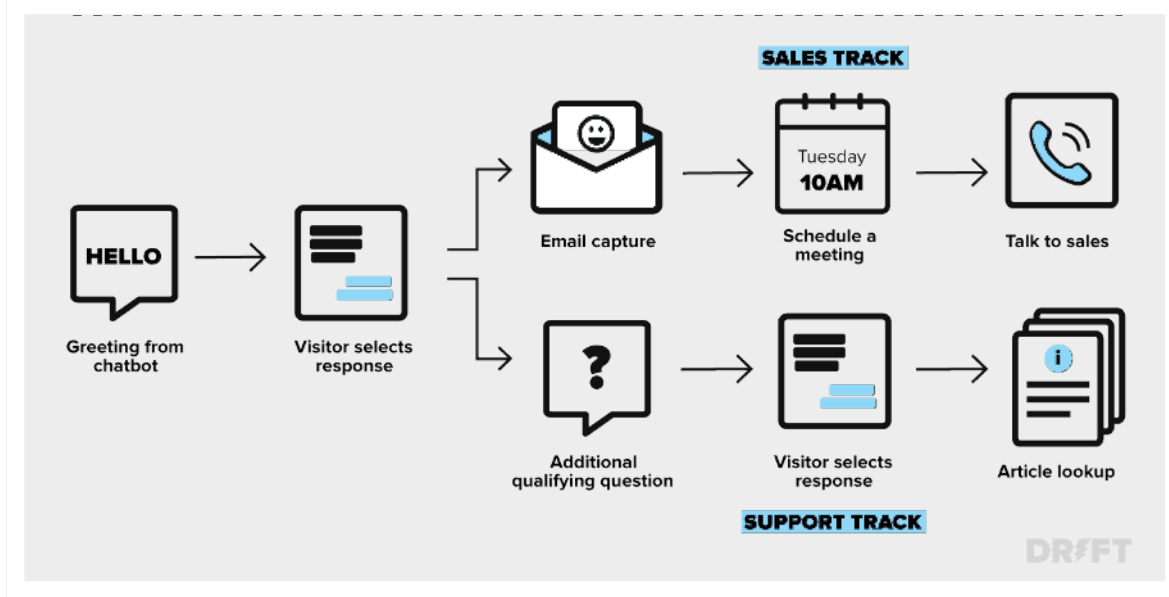 SALES TRACK
Tuesday
10AM
HELLO
Email capture
Schedule a
meeting
Talk to sales
Greeting from
chatbot
Visitor selects
response
?
i
Additional
qualifying question
Visitor selects
response
Article lookup
SUPPORT TRACK
DRIFT